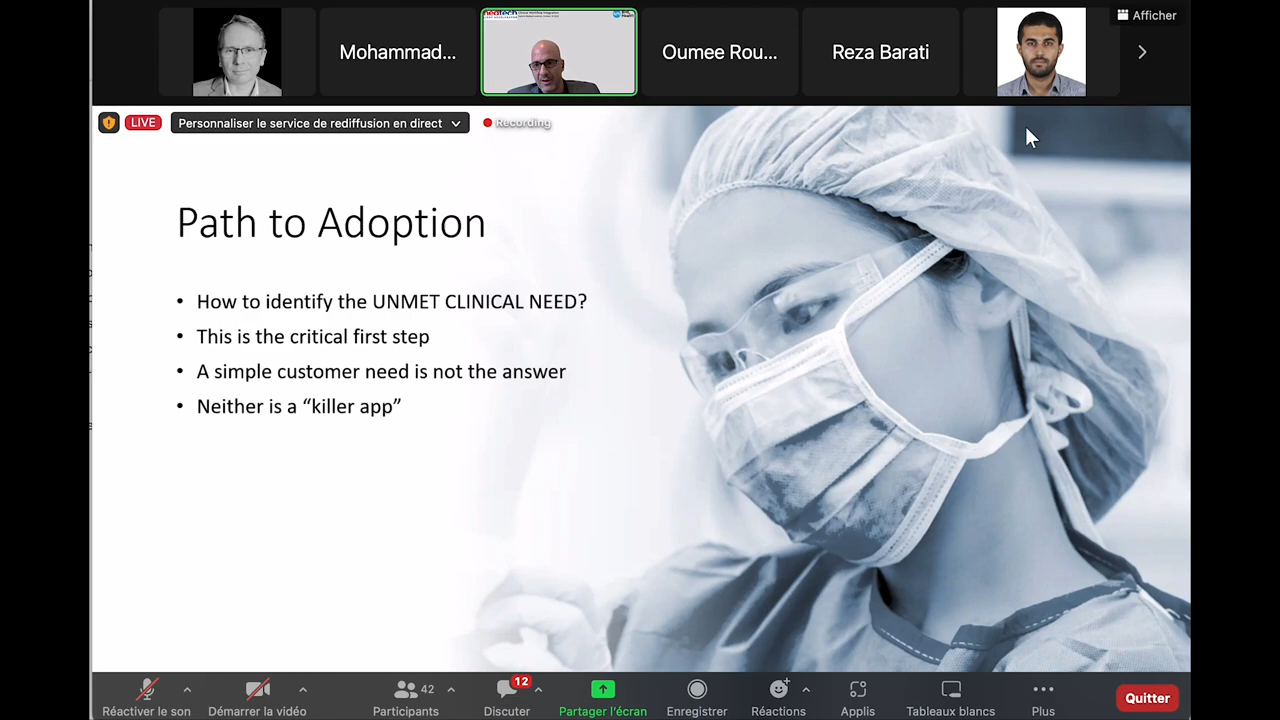 Afficher
Mohammad...
Oumee Rou...
Reza Barati
LIVE
Personnaliser le service de rediffusion en direct
Recording
Path to Adoption
• How to identify the UNMET CLINICAL NEED?
• This is the critical first step
• A simple customer need is not the answer
• Neither is a “killer app”
Réactiver le son
Démarrer la vidéo
42
Participants
12
Discuter
Partager l'écran
Enregistrer
Réactions
Applis
Tableaux blancs
Plus
Quitter